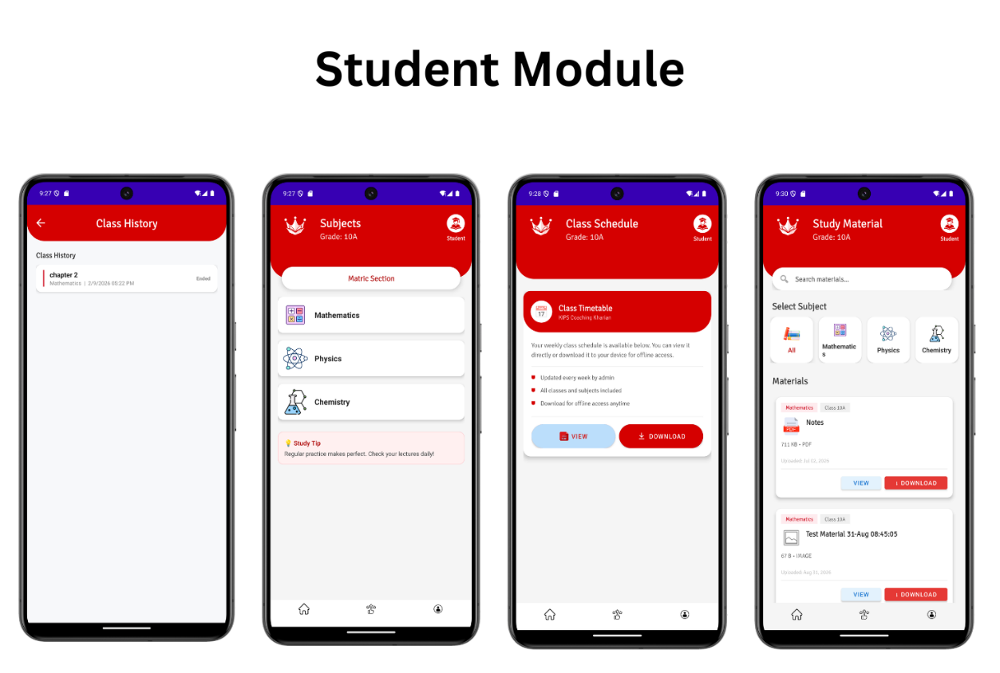 Student Module
9:27
Class History
Class History
chapter 2
Mathematics | 2/9/2026 05:22 PM
Ended
9:27
Subjects
Grade: 10A
Student
Matric Section
Mathematics
Physics
Chemistry
Study Tip
Regular practice makes perfect. Check your lectures daily!
9:28
Class Schedule
Grade: 10A
Student
17
Class Timetable
KIPS Coaching Kharian
Your weekly class schedule is available below. You can view it
directly or download it to your device for offline access.
Updated every week by admin
All classes and subjects included
Download for offline access anytime
VIEW
DOWNLOAD
9:30
Study Material
Grade: 10A
Student
Search materials...
Select Subject
All
Mathematic
s
Physics
Chemistry
Materials
Mathematics
Class 10A
PDF
Notes
711 KB • PDF
Uploaded: Jul 02, 2026
VIEW
↓ DOWNLOAD
Mathematics
Class 10A
Test Material 31-Aug 08:45:05
67 B • IMAGE
Uploaded: Aug 31, 2026
VIEW
↓ DOWNLOAD